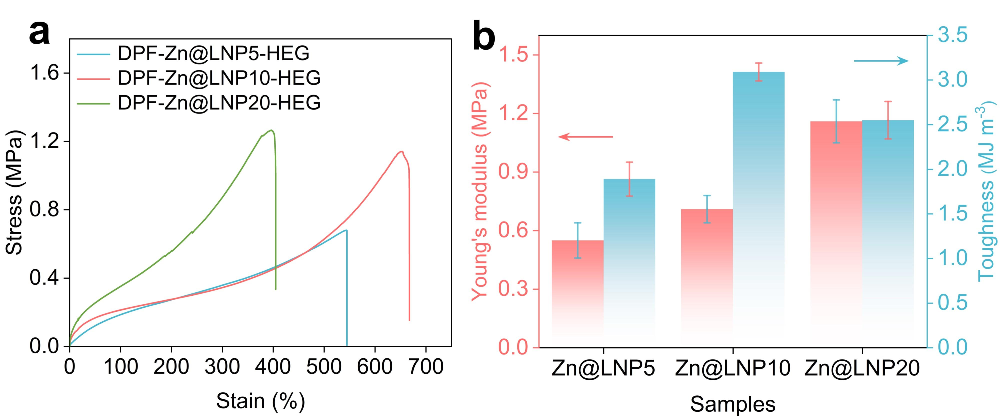 a
DPF-Zn@LNP5-HEG
DPF-Zn@LNP10-HEG
DPF-Zn@LNP20-HEG
Stress (MPa)
1.6
1.2
0.8
0.4
0.0
0 100 200 300 400 500 600 700
Stain (%)
b
Young's modulus (MPa)
1.5
1.2
0.9
0.6
0.3
0.0
3.5
3.0
2.5
2.0
1.5
1.0
0.5
0.0
Toughness (MJ m⁻³)
Zn@LNP5 Zn@LNP10 Zn@LNP20
Samples